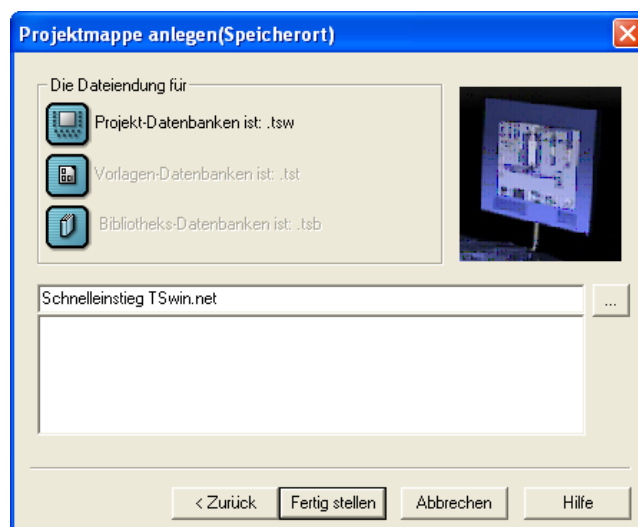 Projektmappe anlegen(Speicherort)
Die Dateiendung für
Projekt-Datenbanken ist: .tsw
Vorlagen-Datenbanken ist: .tst
Bibliotheks-Datenbanken ist: .tsb
Schnelleinstieg TSwin.net
...
< Zurück
Fertig stellen
Abbrechen
Hilfe